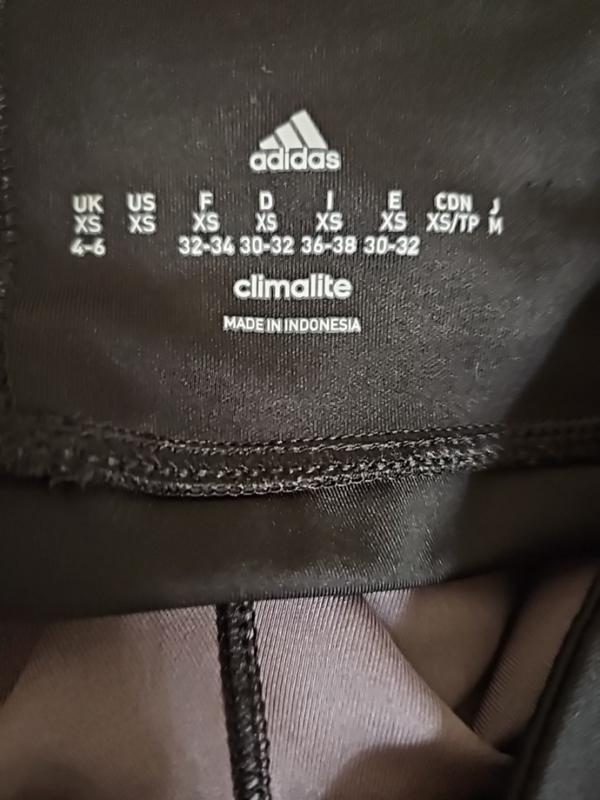 adidas
UK US F D I E CDN J
XS XS XS XS XS XS XS/TP M
4-6 32-34 30-32 36-38 30-32
climalite
MADE IN INDONESIA